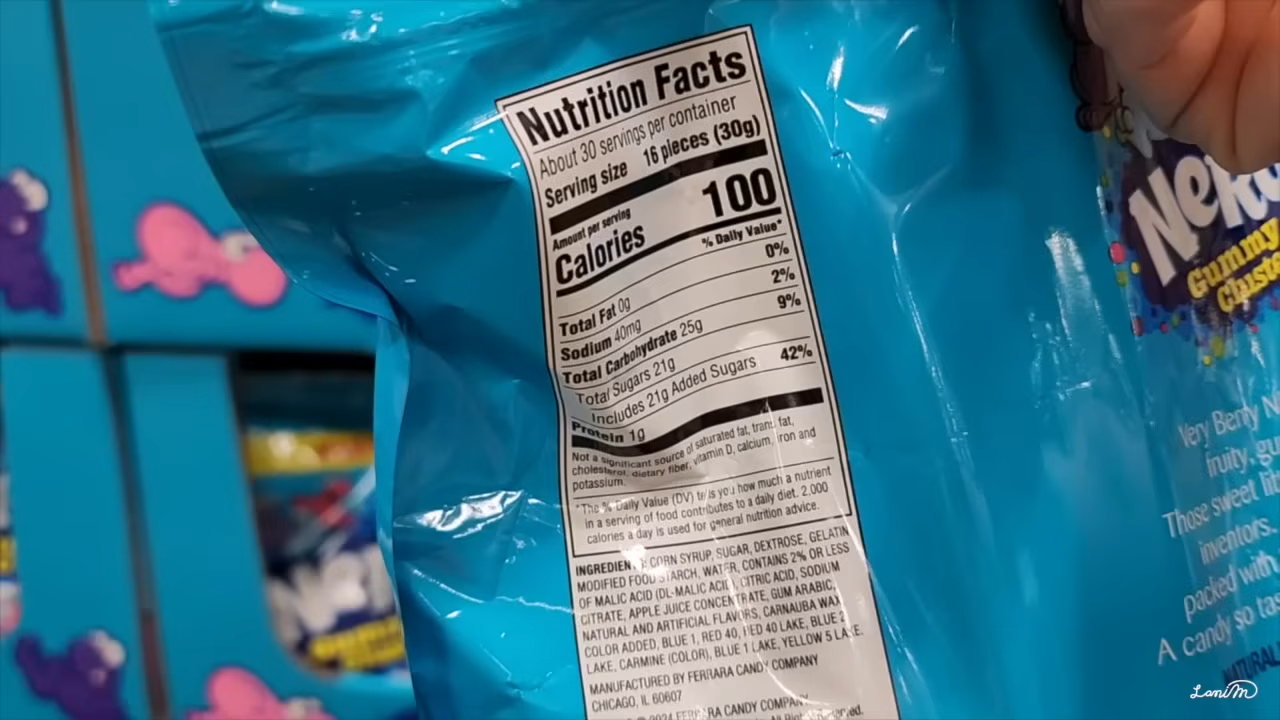 Nutrition Facts
About 30 servings per container
Serving size 16 pieces (30g)
Amount per serving
Calories 100
% Daily Value*
Total Fat 0g 0%
Sodium 40mg 2%
Total Carbohydrate 25g 9%
Total Sugars 21g
Includes 21g Added Sugars 42%
Protein 1g
Not a significant source of saturated fat, trans fat,
cholesterol, dietary fiber, vitamin D, calcium, iron and
potassium.
*The % Daily Value (DV) tells you how much a nutrient
in a serving of food contributes to a daily diet. 2,000
calories a day is used for general nutrition advice.
INGREDIENTS: CORN SYRUP, SUGAR, DEXTROSE, GELATIN
MODIFIED FOOD STARCH, WATER, CONTAINS 2% OR LESS
OF MALIC ACID (DL-MALIC ACID), CITRIC ACID, SODIUM
CITRATE, APPLE JUICE CONCENTRATE, GUM ARABIC,
NATURAL AND ARTIFICIAL FLAVORS, CARNAUBA WAX
COLOR ADDED, BLUE 1, RED 40, RED 40 LAKE, BLUE 2
LAKE, CARMINE (COLOR), BLUE 1 LAKE, YELLOW 5 LAKE.
MANUFACTURED BY FERRARA CANDY COMPANY
CHICAGO, IL 60607
2024 FERRARA CANDY COMPANY
Gummy
Very Berry
fruity,
Those sweet
inventors.
packed with
A candy so
LaniM